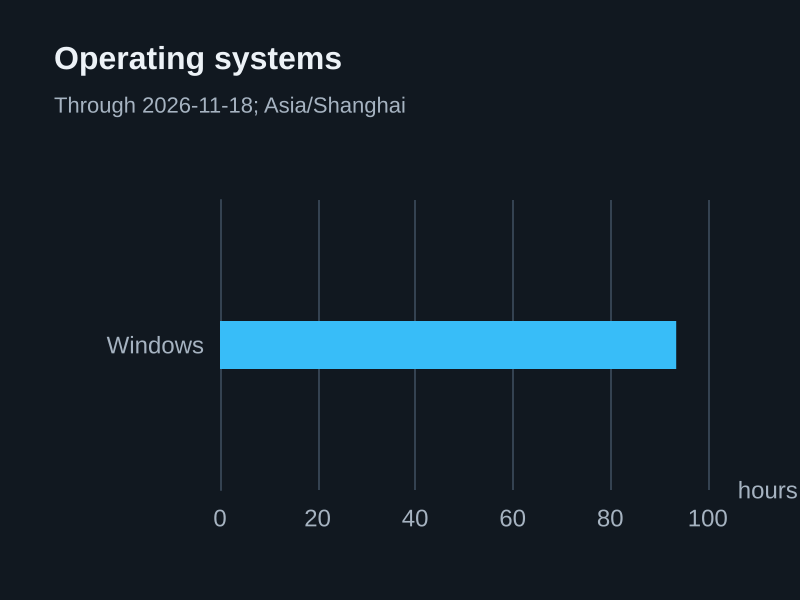 Operating systems
Through 2026-11-18; Asia/Shanghai
Windows
hours
0 20 40 60 80 100